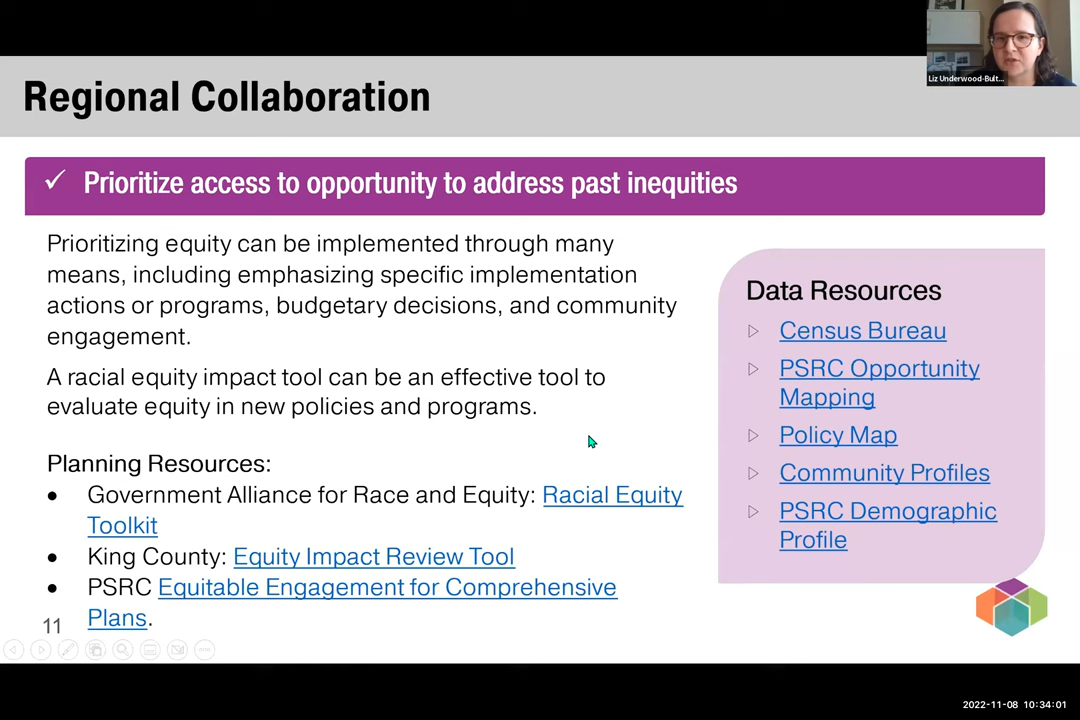 Liz Underwood-Bult...
Regional Collaboration
✓ Prioritize access to opportunity to address past inequities
Prioritizing equity can be implemented through many
means, including emphasizing specific implementation
actions or programs, budgetary decisions, and community
engagement.
A racial equity impact tool can be an effective tool to
evaluate equity in new policies and programs.
Planning Resources:
• Government Alliance for Race and Equity: Racial Equity
Toolkit
• King County: Equity Impact Review Tool
• PSRC Equitable Engagement for Comprehensive
Plans.
Data Resources
▷ Census Bureau
▷ PSRC Opportunity
Mapping
▷ Policy Map
▷ Community Profiles
▷ PSRC Demographic
Profile
11
2022-11-08 10:34:01